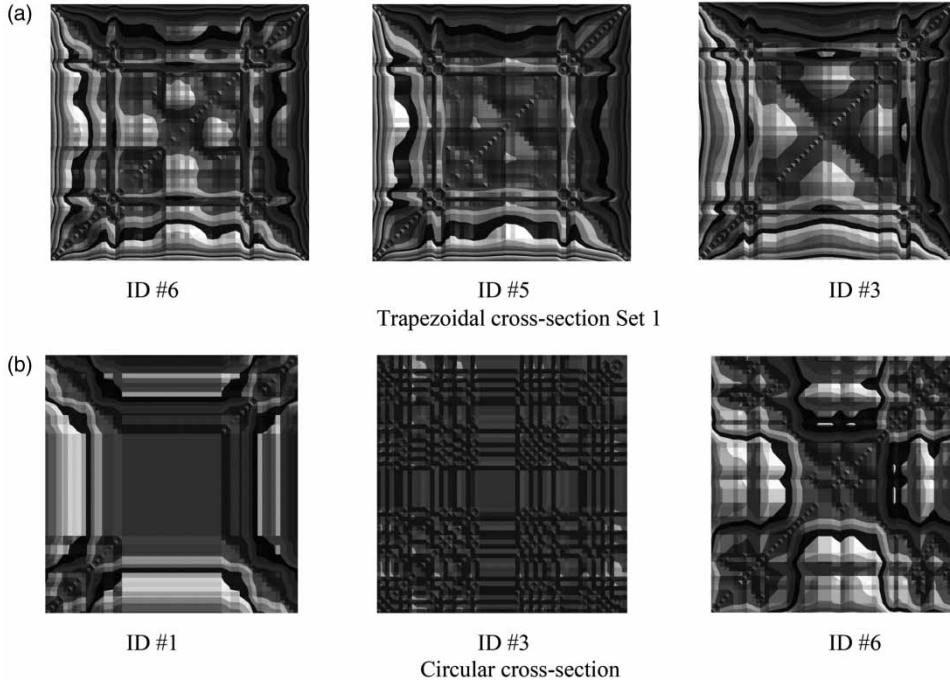 (a)
ID #6 ID #5 ID #3
Trapezoidal cross-section Set 1
(b)
ID #1 ID #3 ID #6
Circular cross-section